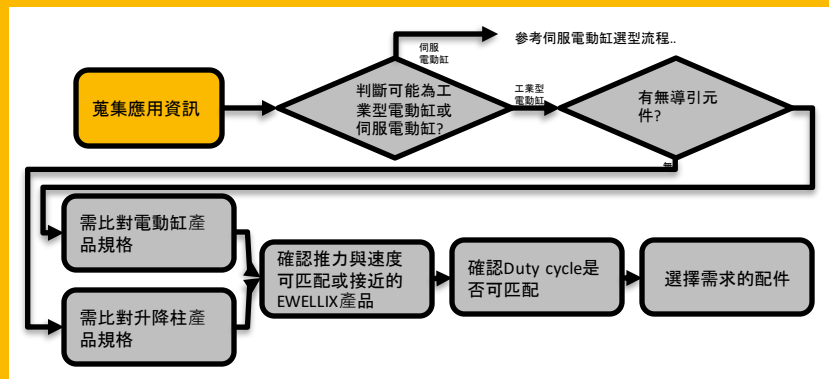 伺服
電動缸
參考伺服電動缸選型流程..
蒐集應用資訊
判斷可能為工
業型電動缸或
伺服電動缸?
工業型
電動缸
有無導引元
件?
無
需比對電動缸產
品規格
需比對升降柱產
品規格
確認推力與速度
可匹配或接近的
EWELLIX產品
確認Duty cycle是
否可匹配
選擇需求的配件